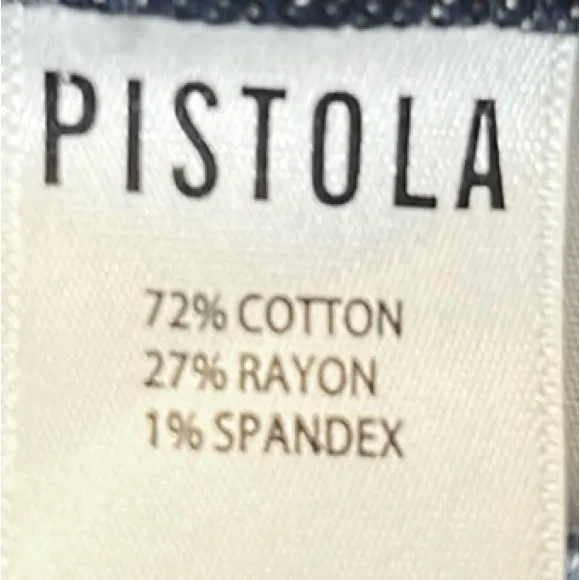 PISTOLA
72% COTTON
27% RAYON
1% SPANDEX